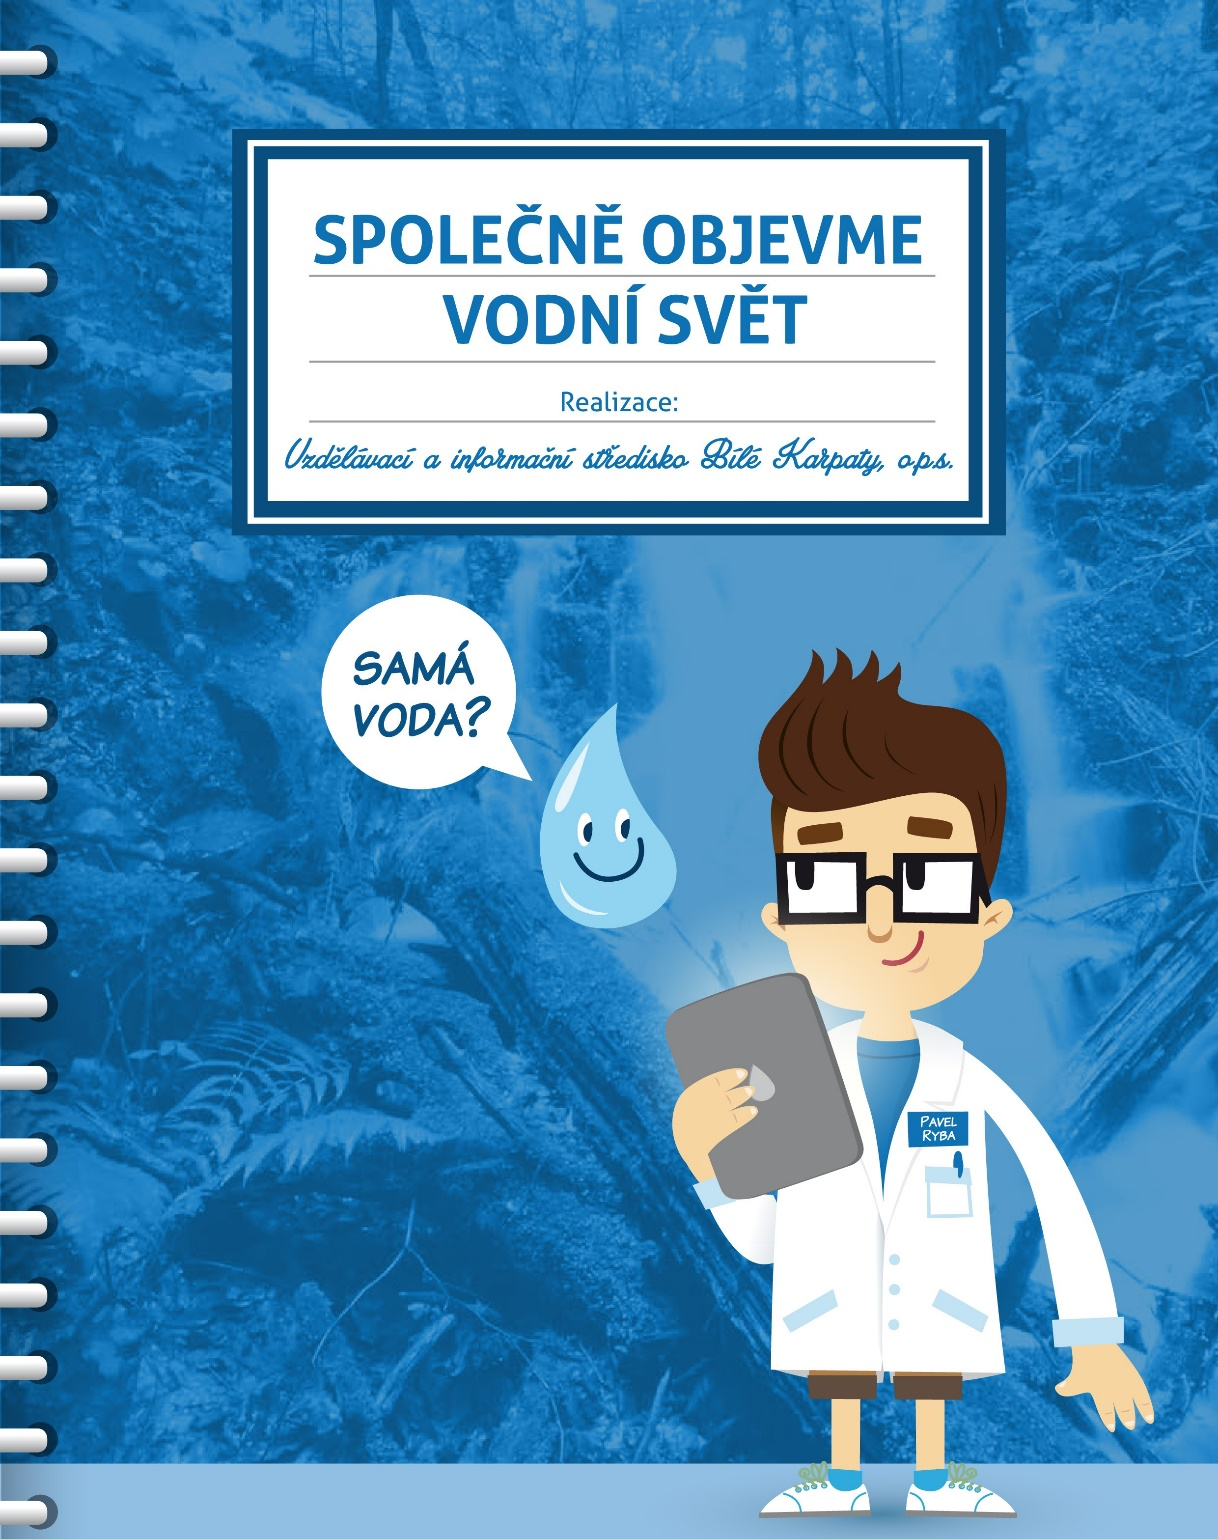 SPOLEČNĚ OBJEVME
VODNÍ SVĚT
Realizace:
Vzdělávací a informační středisko Bílé Karpaty, o.p.s.
SAMÁ
VODA?
PAVEL
RYBA